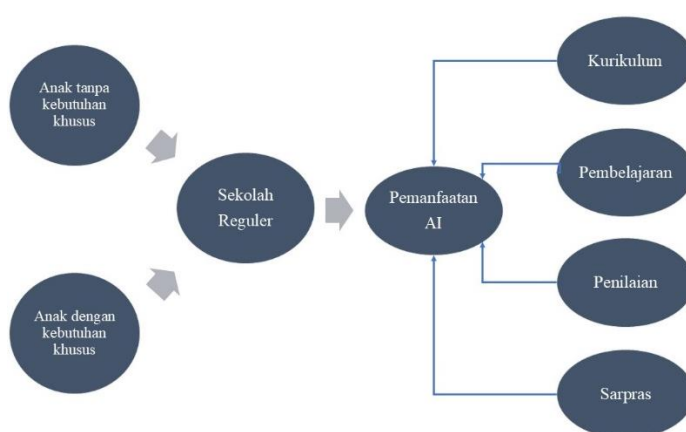 Anak tanpa
kebutuhan
khusus
Anak dengan
kebutuhan
khusus
Sekolah
Reguler
Pemanfaatan
AI
Kurikulum
Pembelajaran
Penilaian
Sarpras